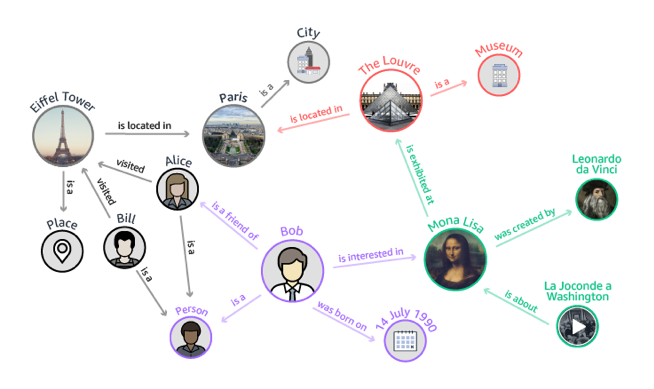 City
The Louvre
Museum
is a
is a
Eiffel Tower
Paris
is located in
is located in
Alice
visited
is a
visited
is exhibited at
Leonardo
da Vinci
Place
Bill
is a friend of
Bob
Mona Lisa
was created by
is a
is interested in
is a
La Joconde a
Washington
is about
Person
is a
was born on
14 July 1990